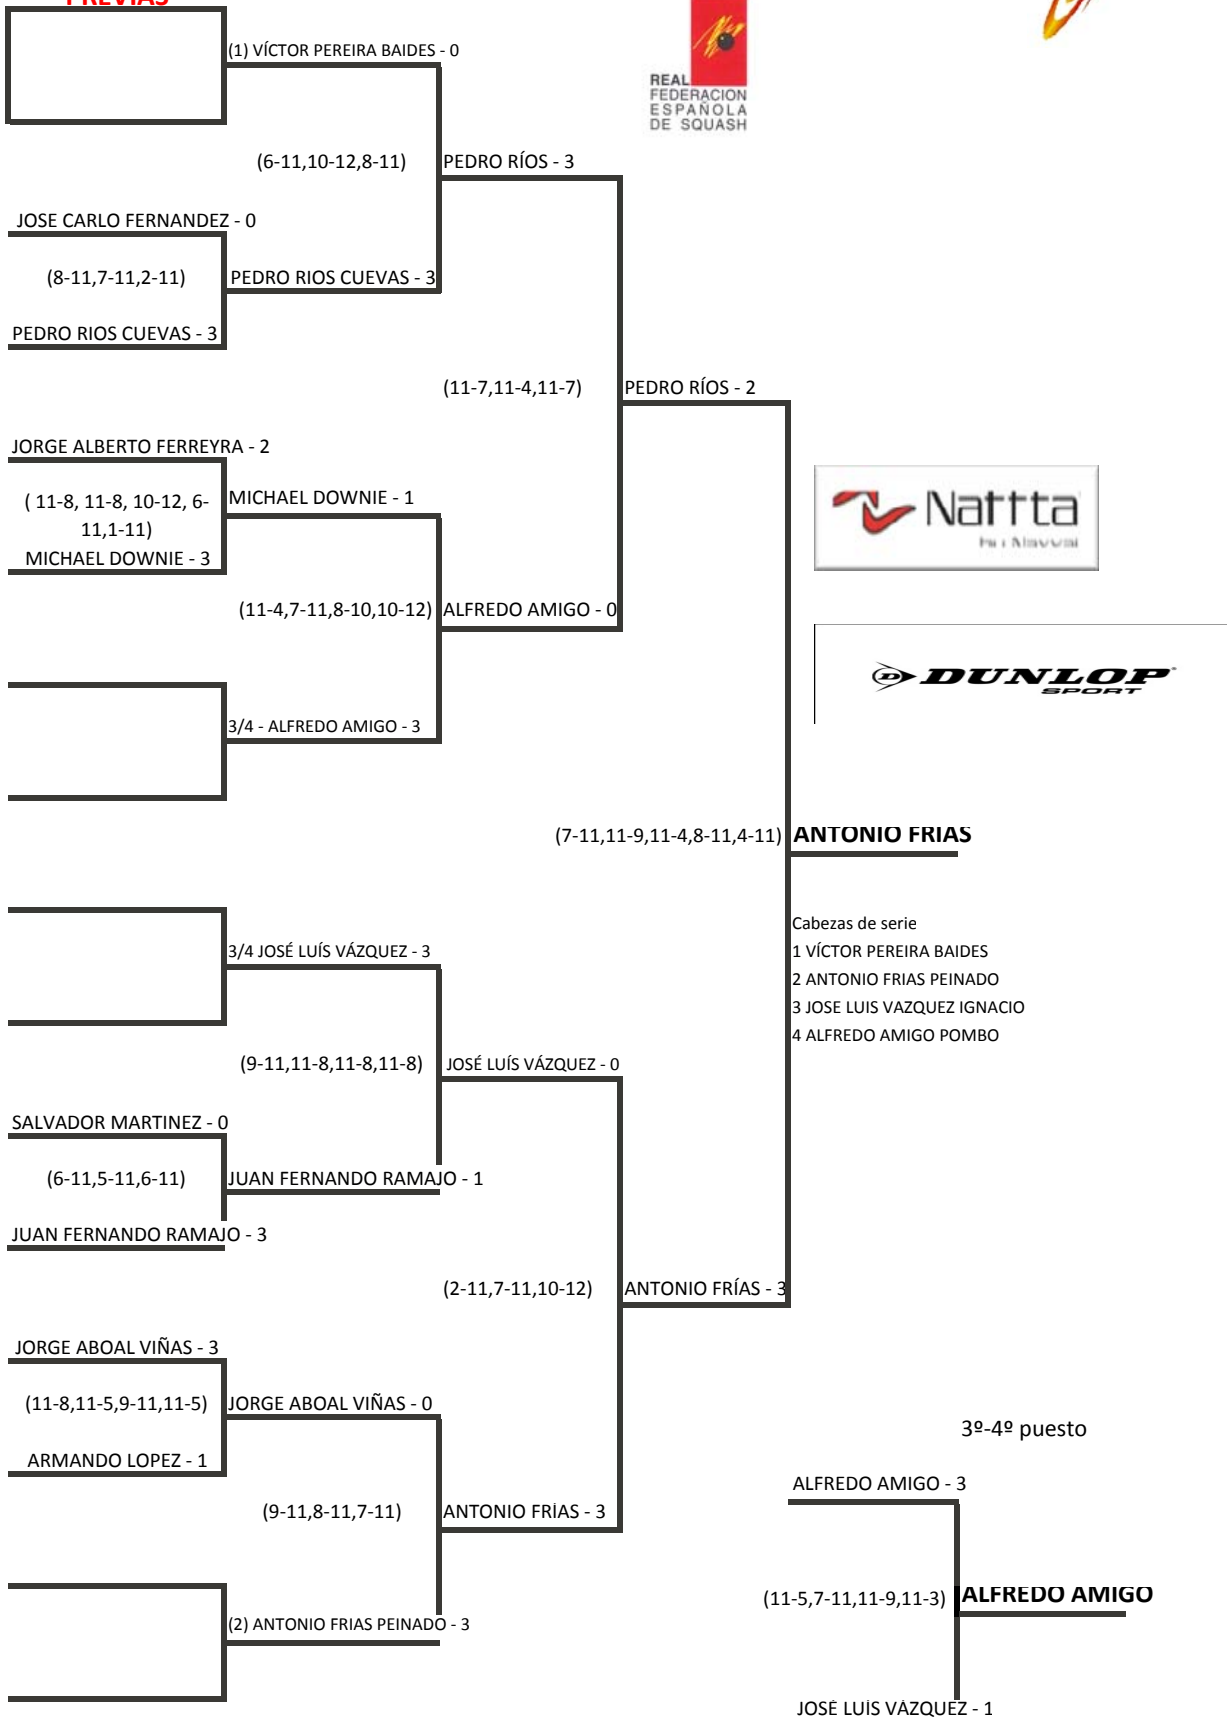 PREVIAS
(1) VÍCTOR PEREIRA BAIDES - 0
REAL
FEDERACION
ESPAÑOLA
DE SQUASH
(6-11,10-12,8-11)
PEDRO RÍOS - 3
JOSE CARLO FERNANDEZ - 0
(8-11,7-11,2-11)
PEDRO RIOS CUEVAS - 3
PEDRO RIOS CUEVAS - 3
(11-7,11-4,11-7)
PEDRO RÍOS - 2
JORGE ALBERTO FERREYRA - 2
( 11-8, 11-8, 10-12, 6-
11,1-11)
MICHAEL DOWNIE - 1
MICHAEL DOWNIE - 3
Nattta
(11-4,7-11,8-10,10-12)
ALFREDO AMIGO - 0
DUNLOP
SPORT
3/4 - ALFREDO AMIGO - 3
(7-11,11-9,11-4,8-11,4-11)
ANTONIO FRIAS
Cabezas de serie
1 VÍCTOR PEREIRA BAIDES
2 ANTONIO FRIAS PEINADO
3 JOSE LUIS VAZQUEZ IGNACIO
4 ALFREDO AMIGO POMBO
3/4 JOSÉ LUÍS VÁZQUEZ - 3
(9-11,11-8,11-8,11-8)
JOSÉ LUÍS VÁZQUEZ - 0
SALVADOR MARTINEZ - 0
(6-11,5-11,6-11)
JUAN FERNANDO RAMAJO - 1
JUAN FERNANDO RAMAJO - 3
(2-11,7-11,10-12)
ANTONIO FRÍAS - 3
JORGE ABOAL VIÑAS - 3
(11-8,11-5,9-11,11-5)
JORGE ABOAL VIÑAS - 0
ARMANDO LOPEZ - 1
(9-11,8-11,7-11)
ANTONIO FRÍAS - 3
(2) ANTONIO FRIAS PEINADO - 3
3º-4º puesto
ALFREDO AMIGO - 3
(11-5,7-11,11-9,11-3)
ALFREDO AMIGO
JOSÉ LUÍS VÁZQUEZ - 1